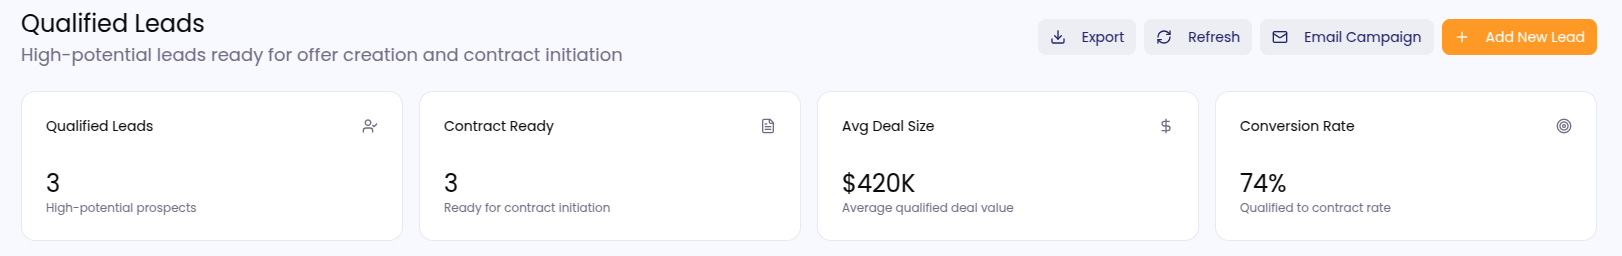 Qualified Leads
High-potential leads ready for offer creation and contract initiation
Export
Refresh
Email Campaign
Add New Lead
Qualified Leads
3
High-potential prospects
Contract Ready
3
Ready for contract initiation
Avg Deal Size
$420K
Average qualified deal value
Conversion Rate
74%
Qualified to contract rate